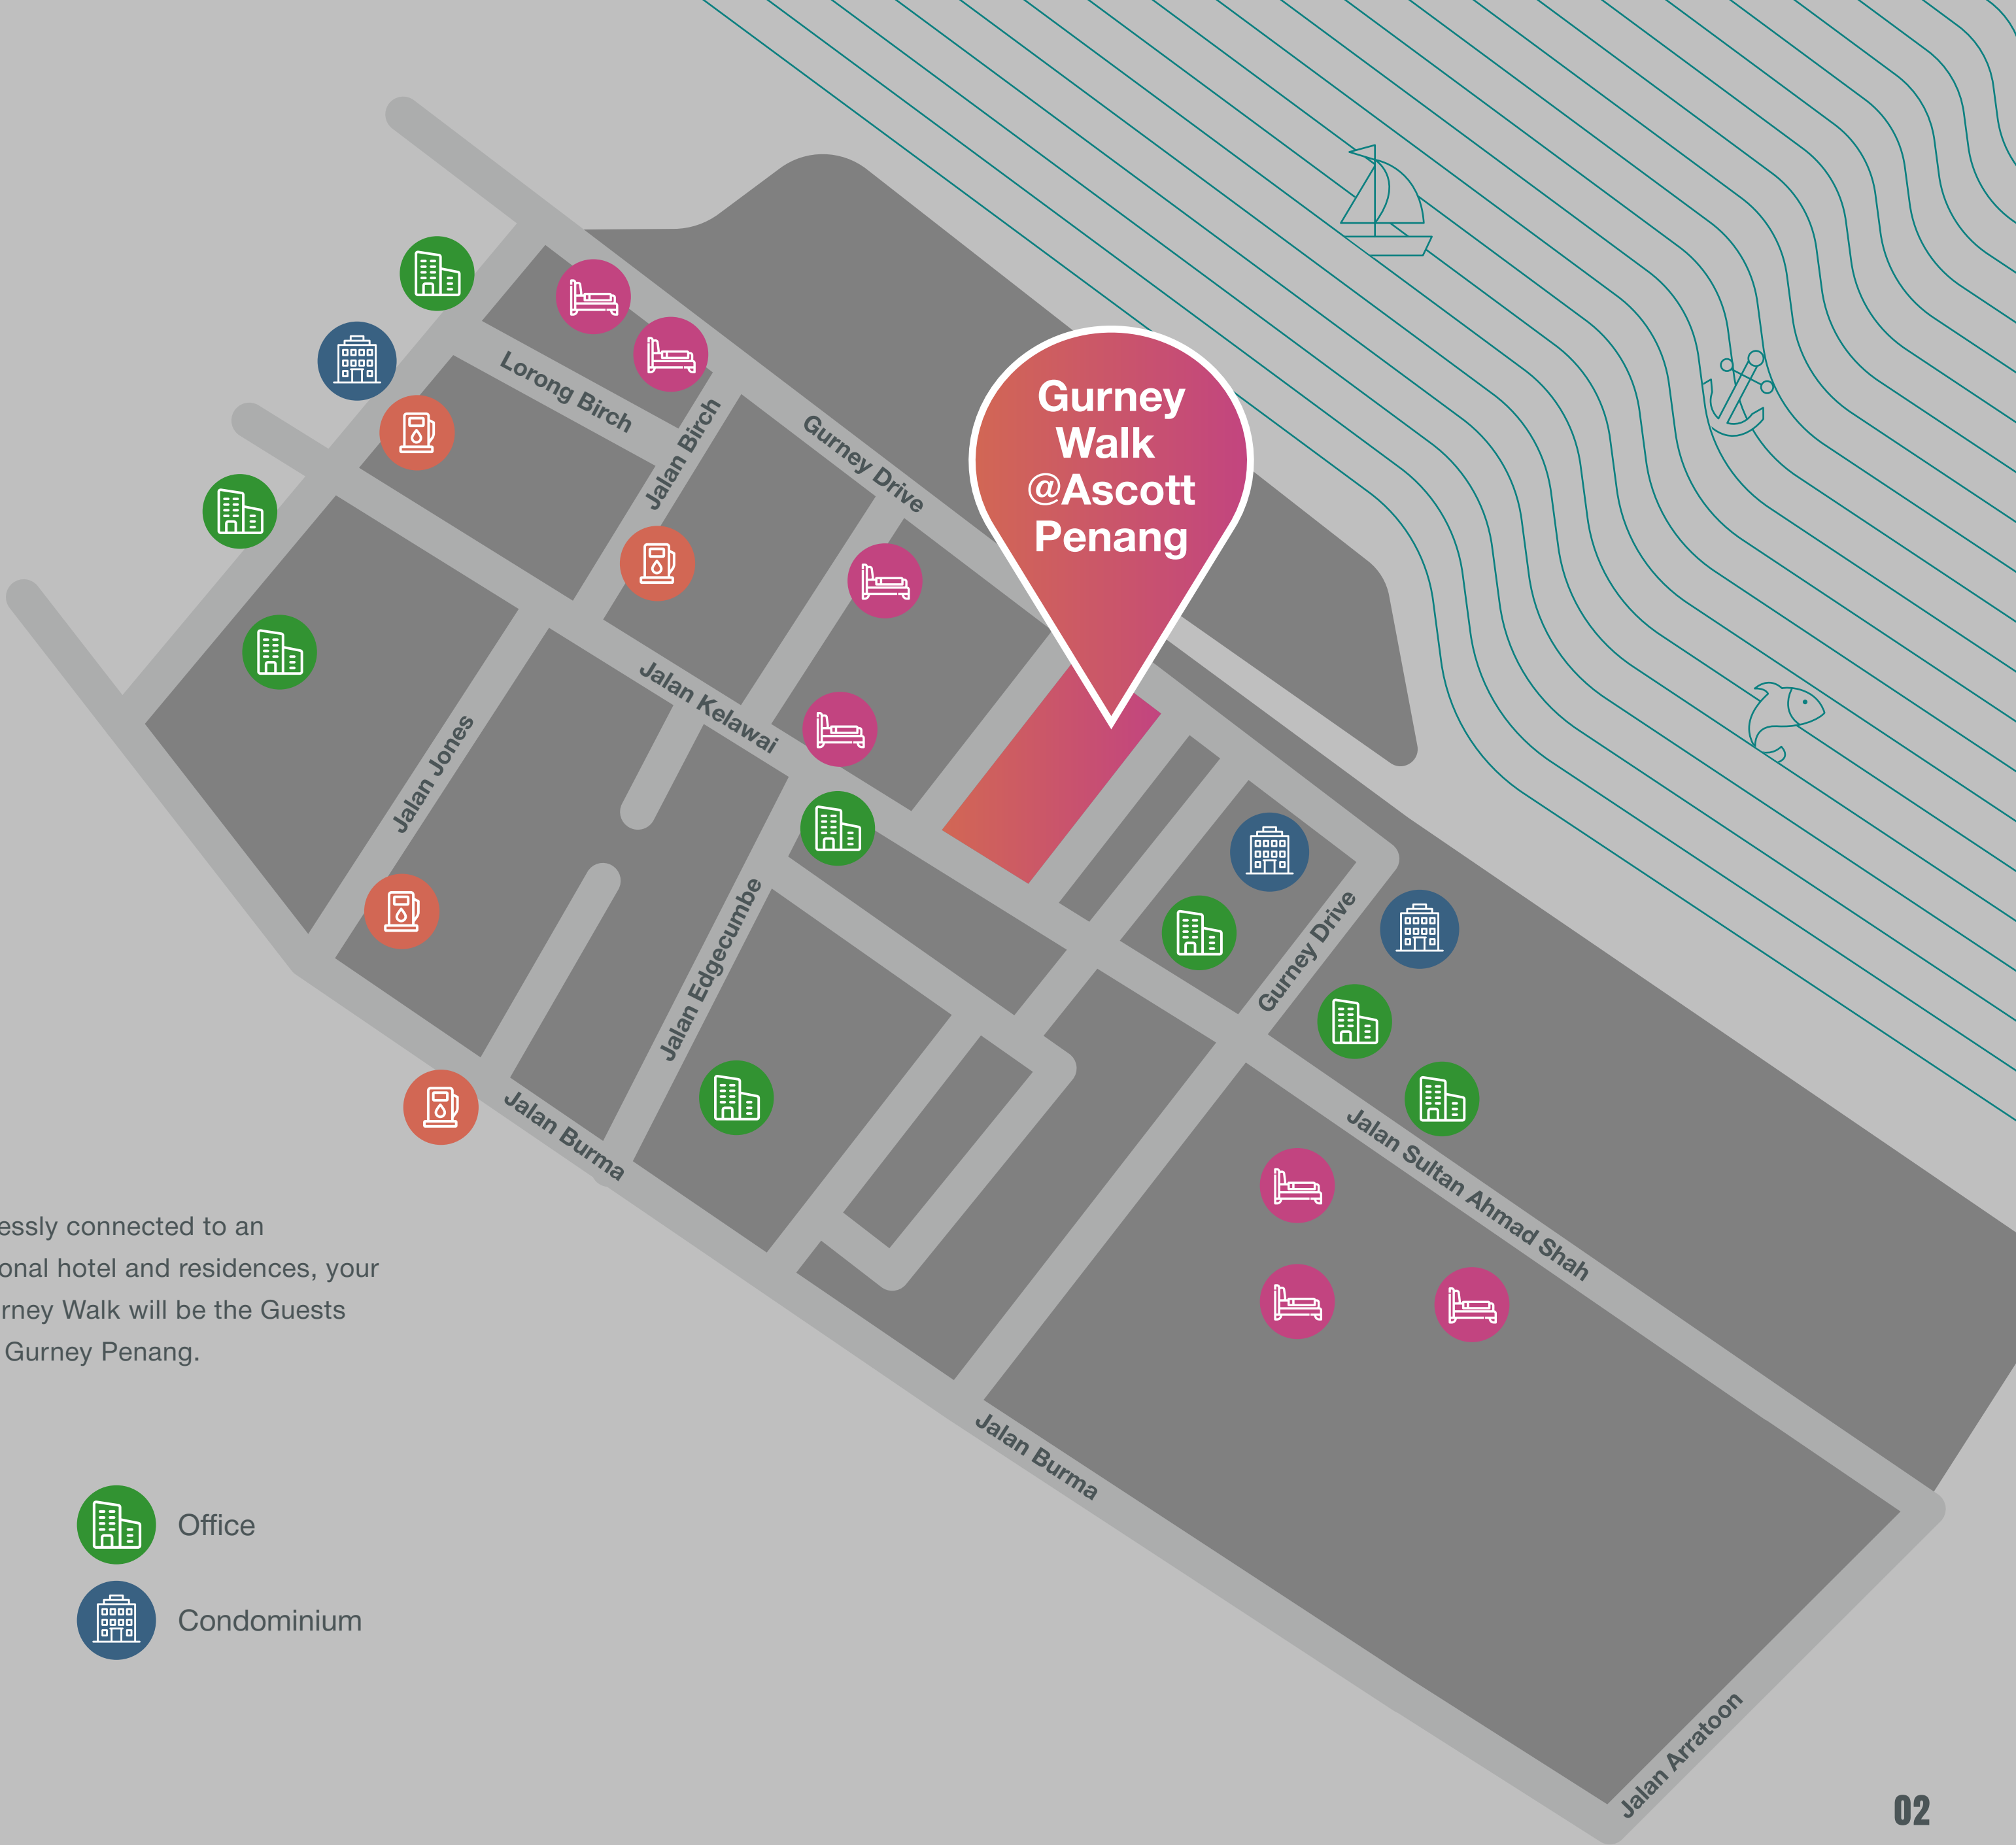 Lorong Birch
Jalan Birch
Gurney Drive
Gurney
Walk
@Ascott
Penang
Jalan Kelawai
Jalan Jones
Jalan Edgecumbe
Gurney Drive
Jalan Burma
Jalan Sultan Ahmad Shah
Jalan Burma
Jalan Arratoon
essly connected to an
onal hotel and residences, your
rney Walk will be the Guests
Gurney Penang.
Office
Condominium
02